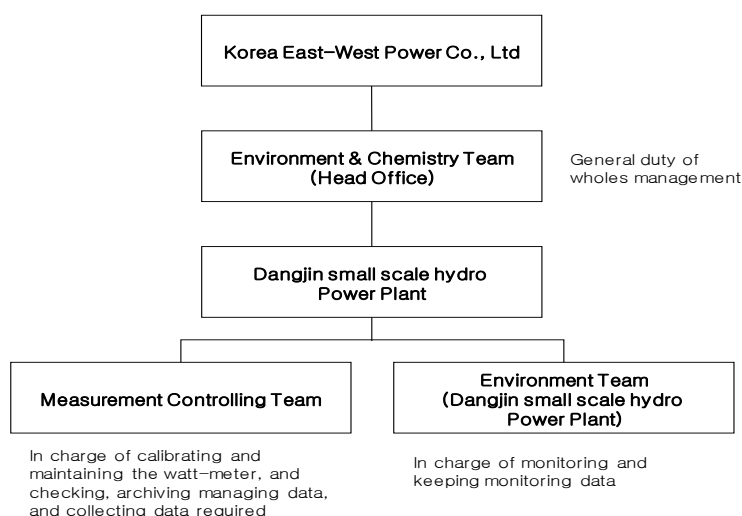 Korea East-West Power Co., Ltd
Environment & Chemistry Team
(Head Office)
General duty of
wholes management
Dangjin small scale hydro
Power Plant
Measurement Controlling Team
Environment Team
(Dangjin small scale hydro
Power Plant)
In charge of calibrating and
maintaining the watt-meter, and
checking, archiving managing data,
and collecting data required
In charge of monitoring and
keeping monitoring data